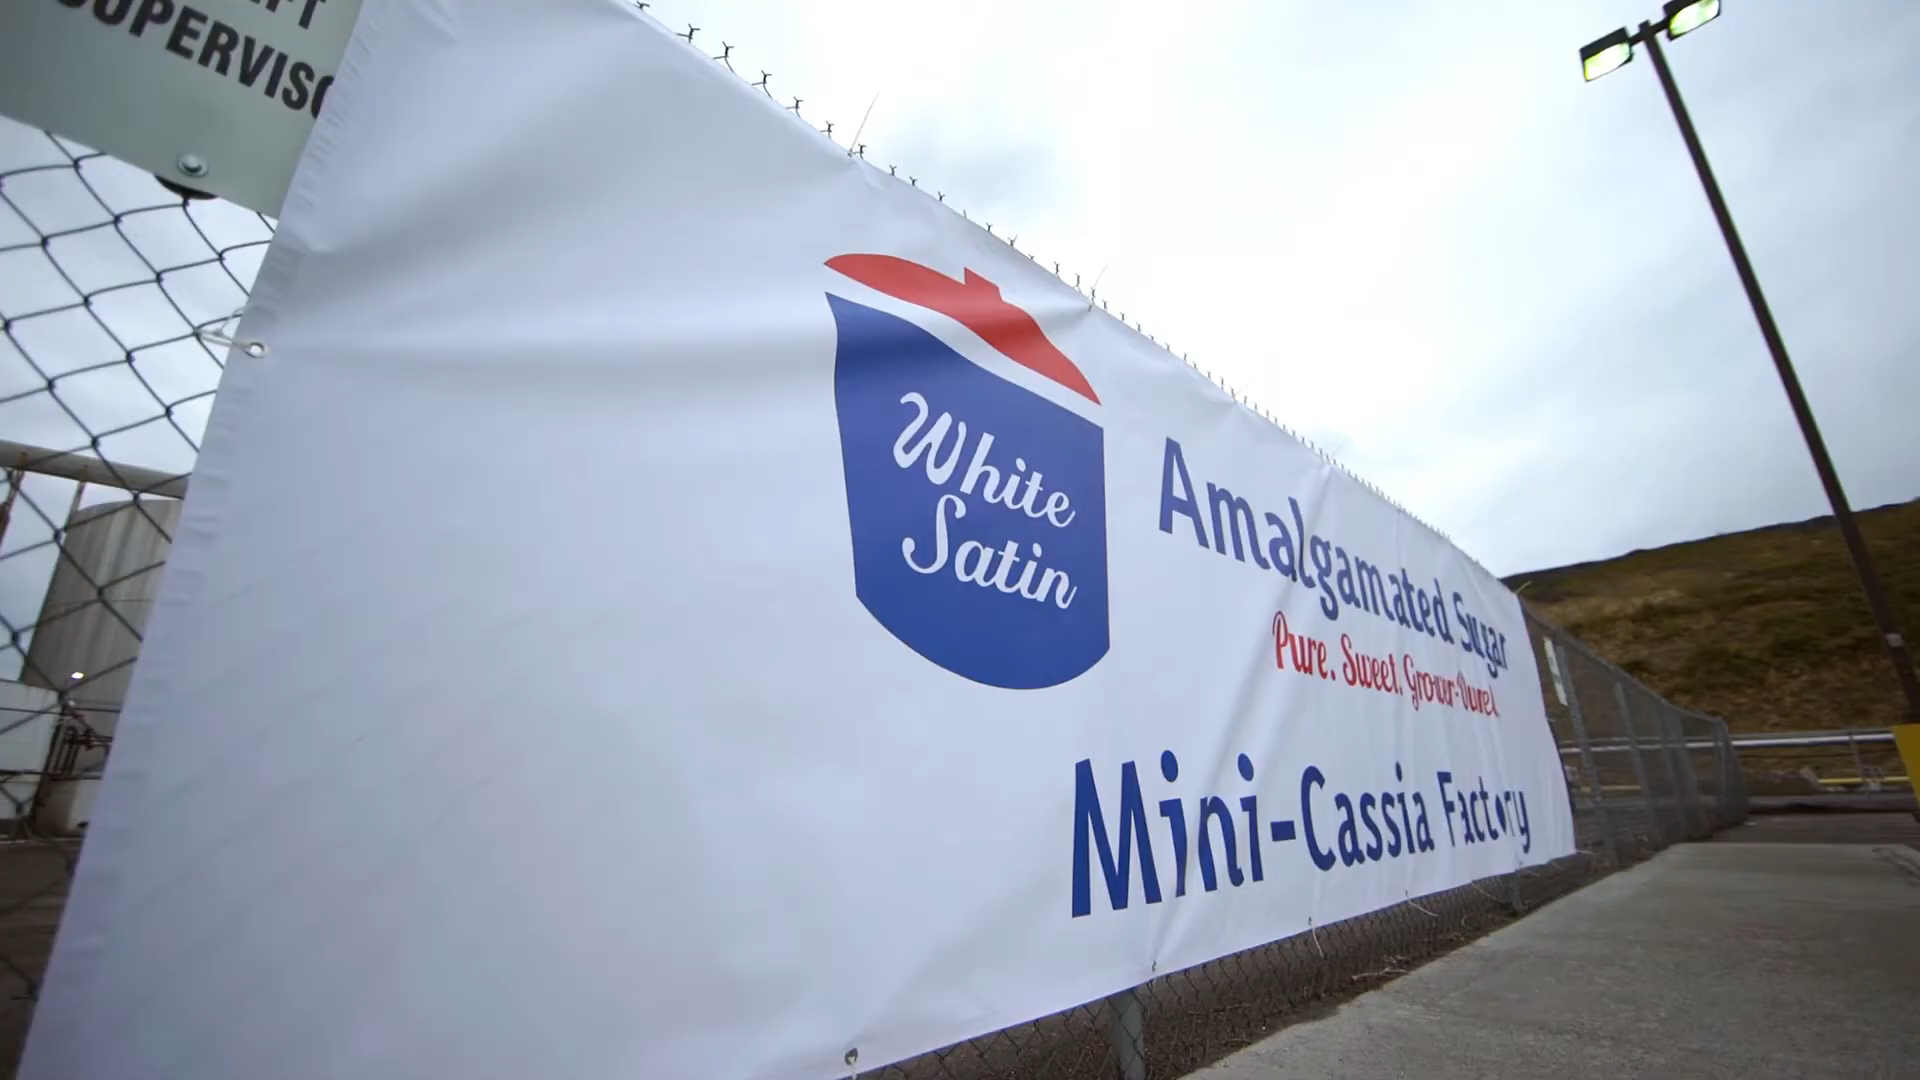 SUPERVISO
White
Satin
Amalgamated Sugar
Pure. Sweet. Grower-Owned.
Mini-Cassia Factory